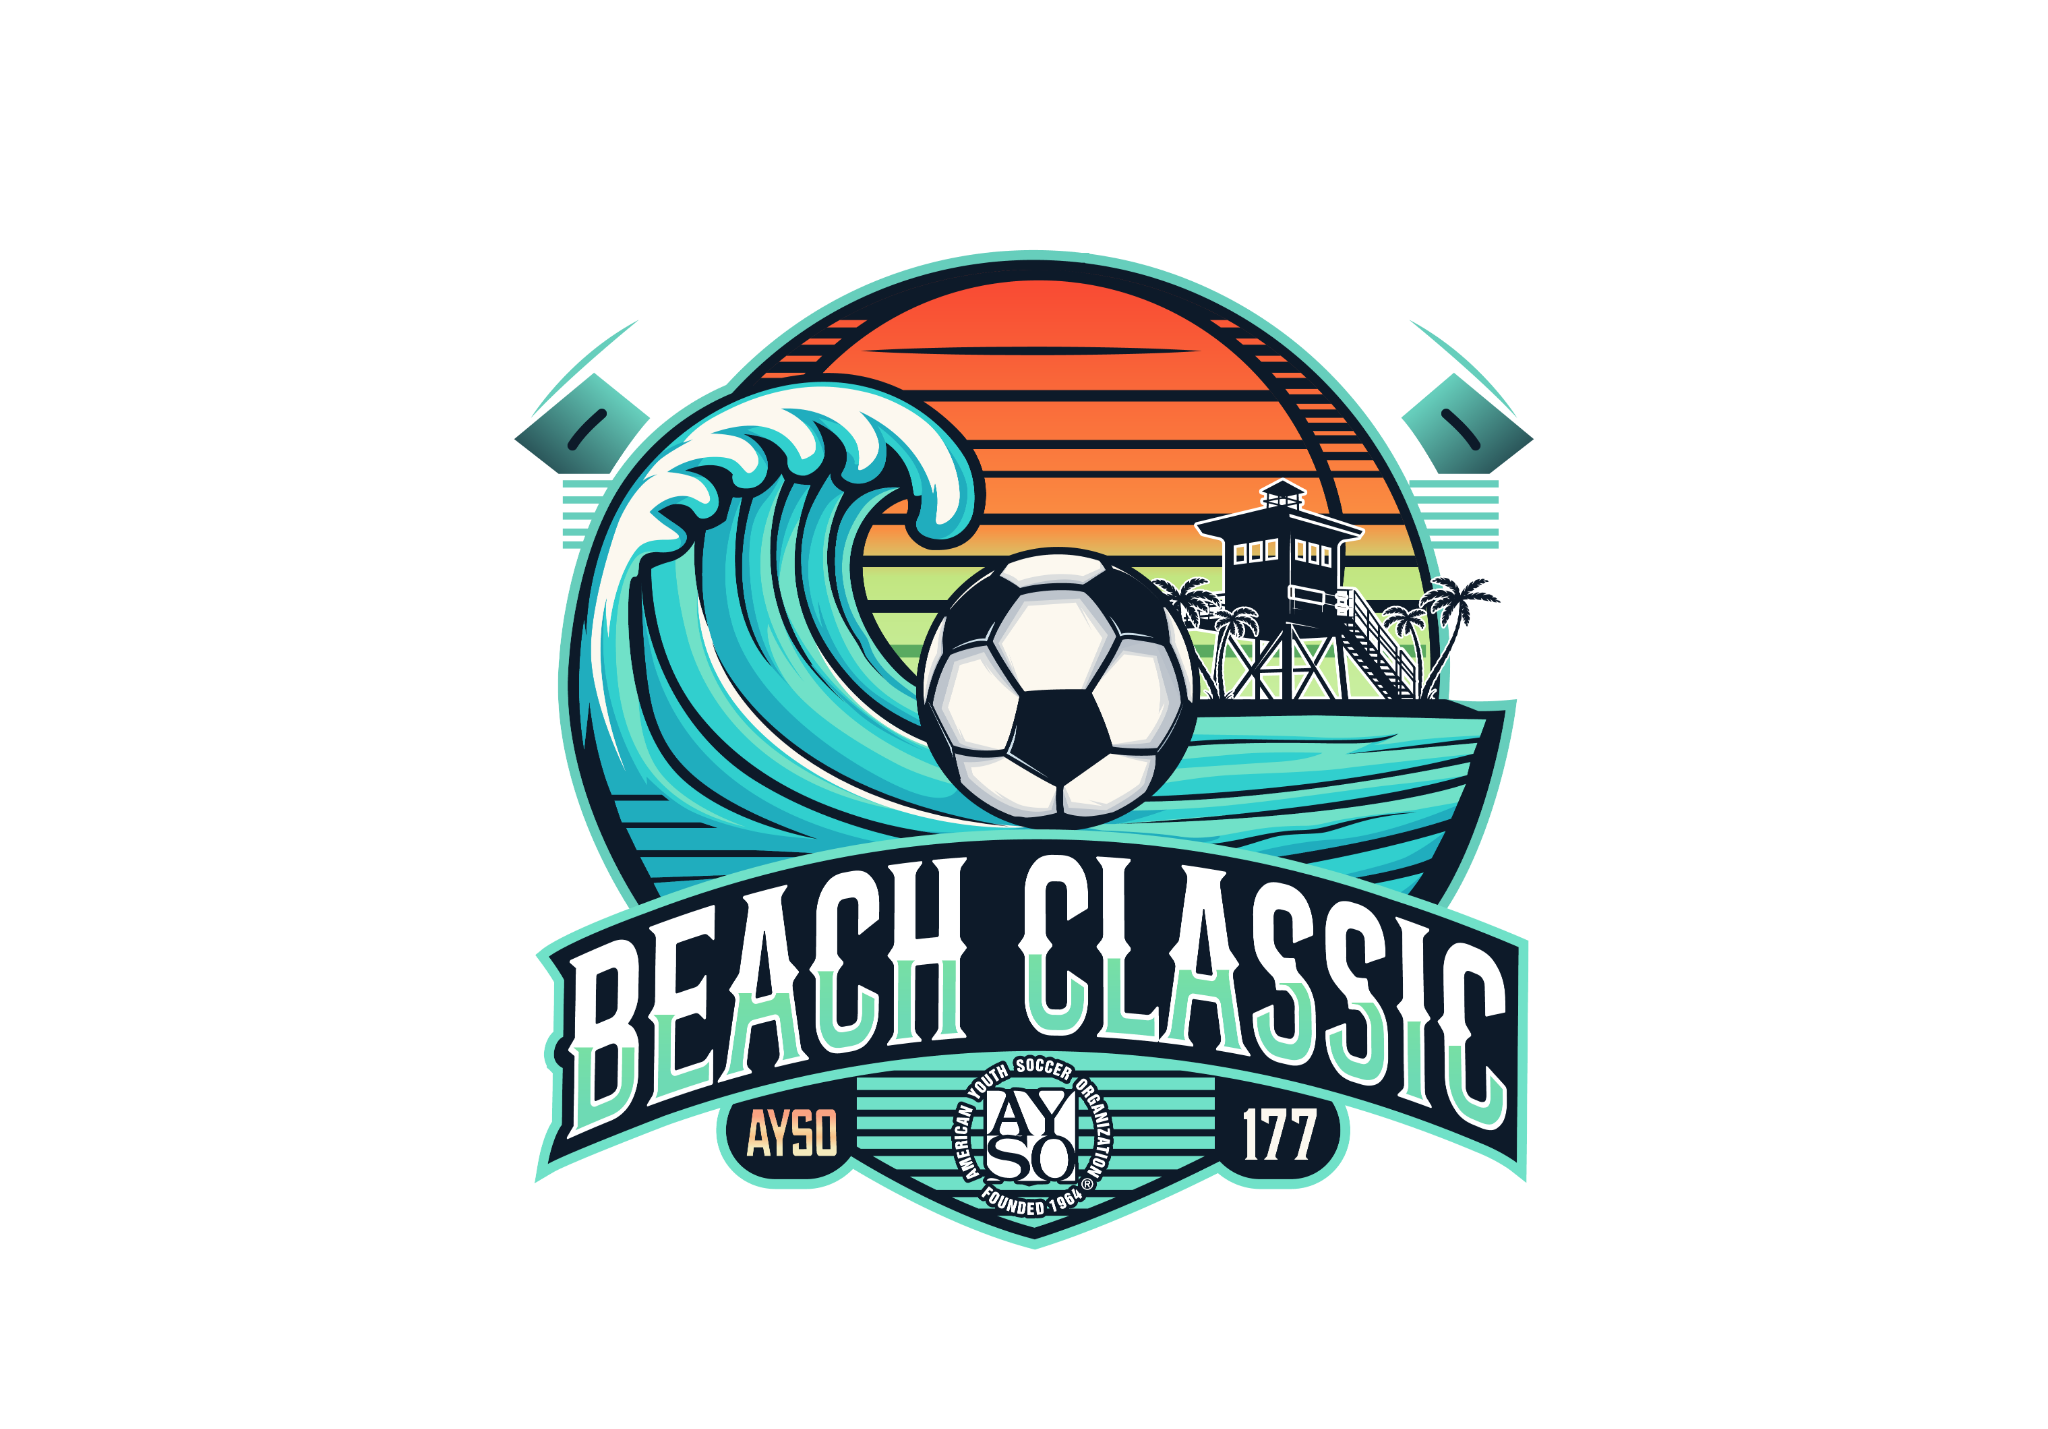 BEACH CLASSIC
AYSO
AMERICAN YOUTH SOCCER ORGANIZATION
AY
SO
®
FOUNDED 1964
177